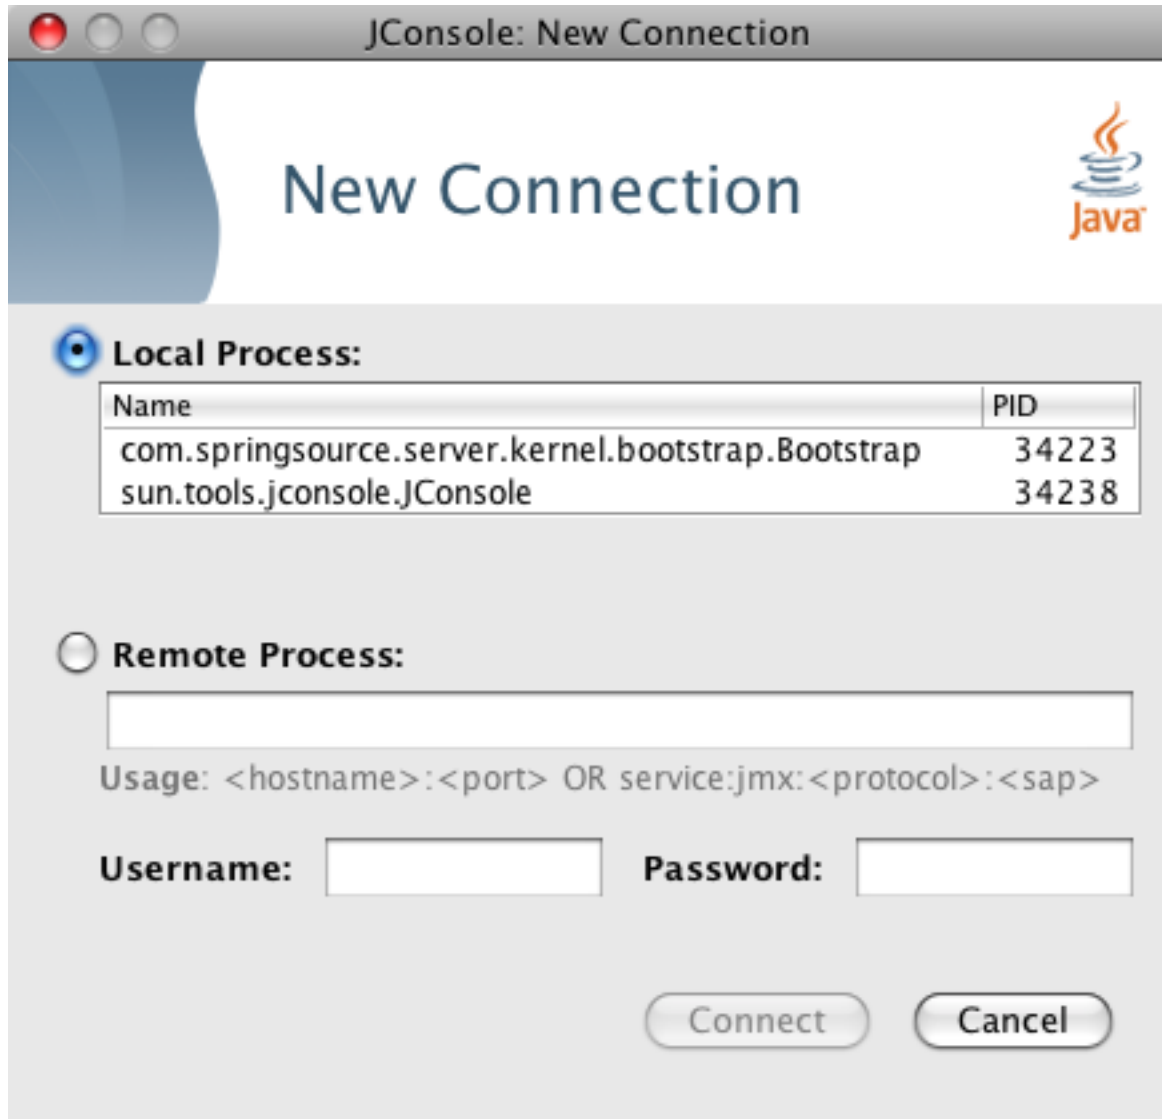 JConsole: New Connection
New Connection
Java
Local Process:
Name PID
com.springsource.server.kernel.bootstrap.Bootstrap 34223
sun.tools.jconsole.JConsole 34238
Remote Process:
Usage: <hostname>:<port> OR service:jmx:<protocol>:<sap>
Username: Password:
Connect Cancel